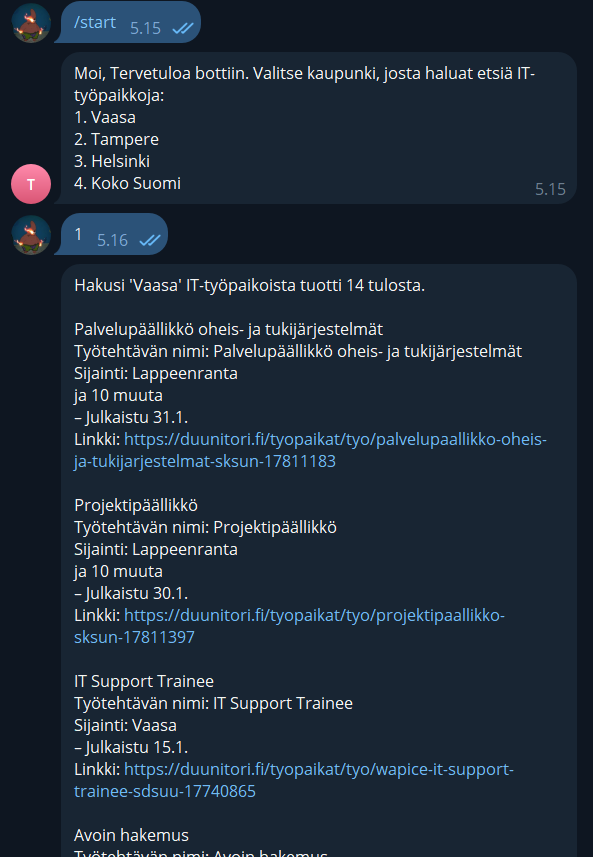 /start 5.15
Moi, Tervetuloa bottiin. Valitse kaupunki, josta haluat etsiä IT-
työpaikkoja:
1. Vaasa
2. Tampere
3. Helsinki
4. Koko Suomi
T
5.15
1 5.16
Hakusi 'Vaasa' IT-työpaikoista tuotti 14 tulosta.
Palvelupäällikkö oheis- ja tukijärjestelmät
Työtehtävän nimi: Palvelupäällikkö oheis- ja tukijärjestelmät
Sijainti: Lappeenranta
ja 10 muuta
– Julkaistu 31.1.
Linkki: https://duunitori.fi/tyopaikat/tyo/palvelupaallikko-oheis-
ja-tukijarjestelmat-sksun-17811183
Projektipäällikkö
Työtehtävän nimi: Projektipäällikkö
Sijainti: Lappeenranta
ja 10 muuta
– Julkaistu 30.1.
Linkki: https://duunitori.fi/tyopaikat/tyo/projektipaallikko-
sksun-17811397
IT Support Trainee
Työtehtävän nimi: IT Support Trainee
Sijainti: Vaasa
– Julkaistu 15.1.
Linkki: https://duunitori.fi/tyopaikat/tyo/wapice-it-support-
trainee-sdsuu-17740865
Avoin hakemus
Työtehtävän nimi: Avoin hakemus